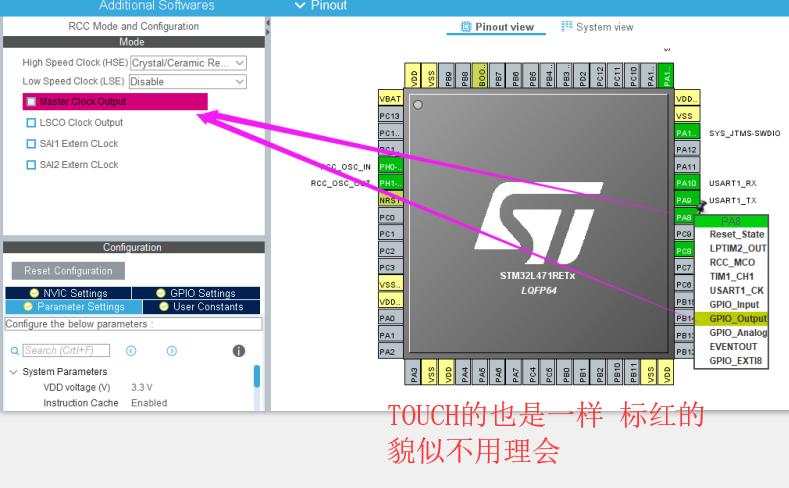 Additional Softwares
Pinout
RCC Mode and Configuration
Mode
High Speed Clock (HSE) Crystal/Ceramic Re...
Low Speed Clock (LSE) Disable
Master Clock Output
LSCO Clock Output
SAI1 Extern CLock
SAI2 Extern CLock
Configuration
Reset Configuration
NVIC Settings
GPIO Settings
Parameter Settings
User Constants
Configure the below parameters :
Search (Crtl+F)
System Parameters
VDD voltage (V) 3.3 V
Instruction Cache Enabled
Pinout view
System view
VDD
VSS
PB9
PB8
BOO..
PB7
PB6
PB5
PB4..
PB3..
PD2
PC12
PC11
PC10
PA1..
PA1..
VBAT
PC13
PC1..
PC1..
RCC_OSC_IN PH0-..
RCC_OSC_OUT PH1-..
NRST
PC0
PC1
PC2
PC3
VSS..
VDD..
PA0
PA1
PA2
STM32L471RETx
LQFP64
VDD..
VSS
PA1.. SYS_JTMS-SWDIO
PA12
PA11
PA10 USART1_RX
PA9 USART1_TX
PA8
PC9
PC8
PC7
PC6
PB15
PB14
PB13
PB12
PA8
Reset_State
LPTIM2_OUT
RCC_MCO
TIM1_CH1
USART1_CK
GPIO_Input
GPIO_Output
GPIO_Analog
EVENTOUT
GPIO_EXTI8
PA3
VSS
VDD
PA4
PA5
PA6
PA7
PC4
PC5
PB0
PB1
PB2
PB10
PB11
VSS
VDD
TOUCH的也是一样 标红的
貌似不用理会